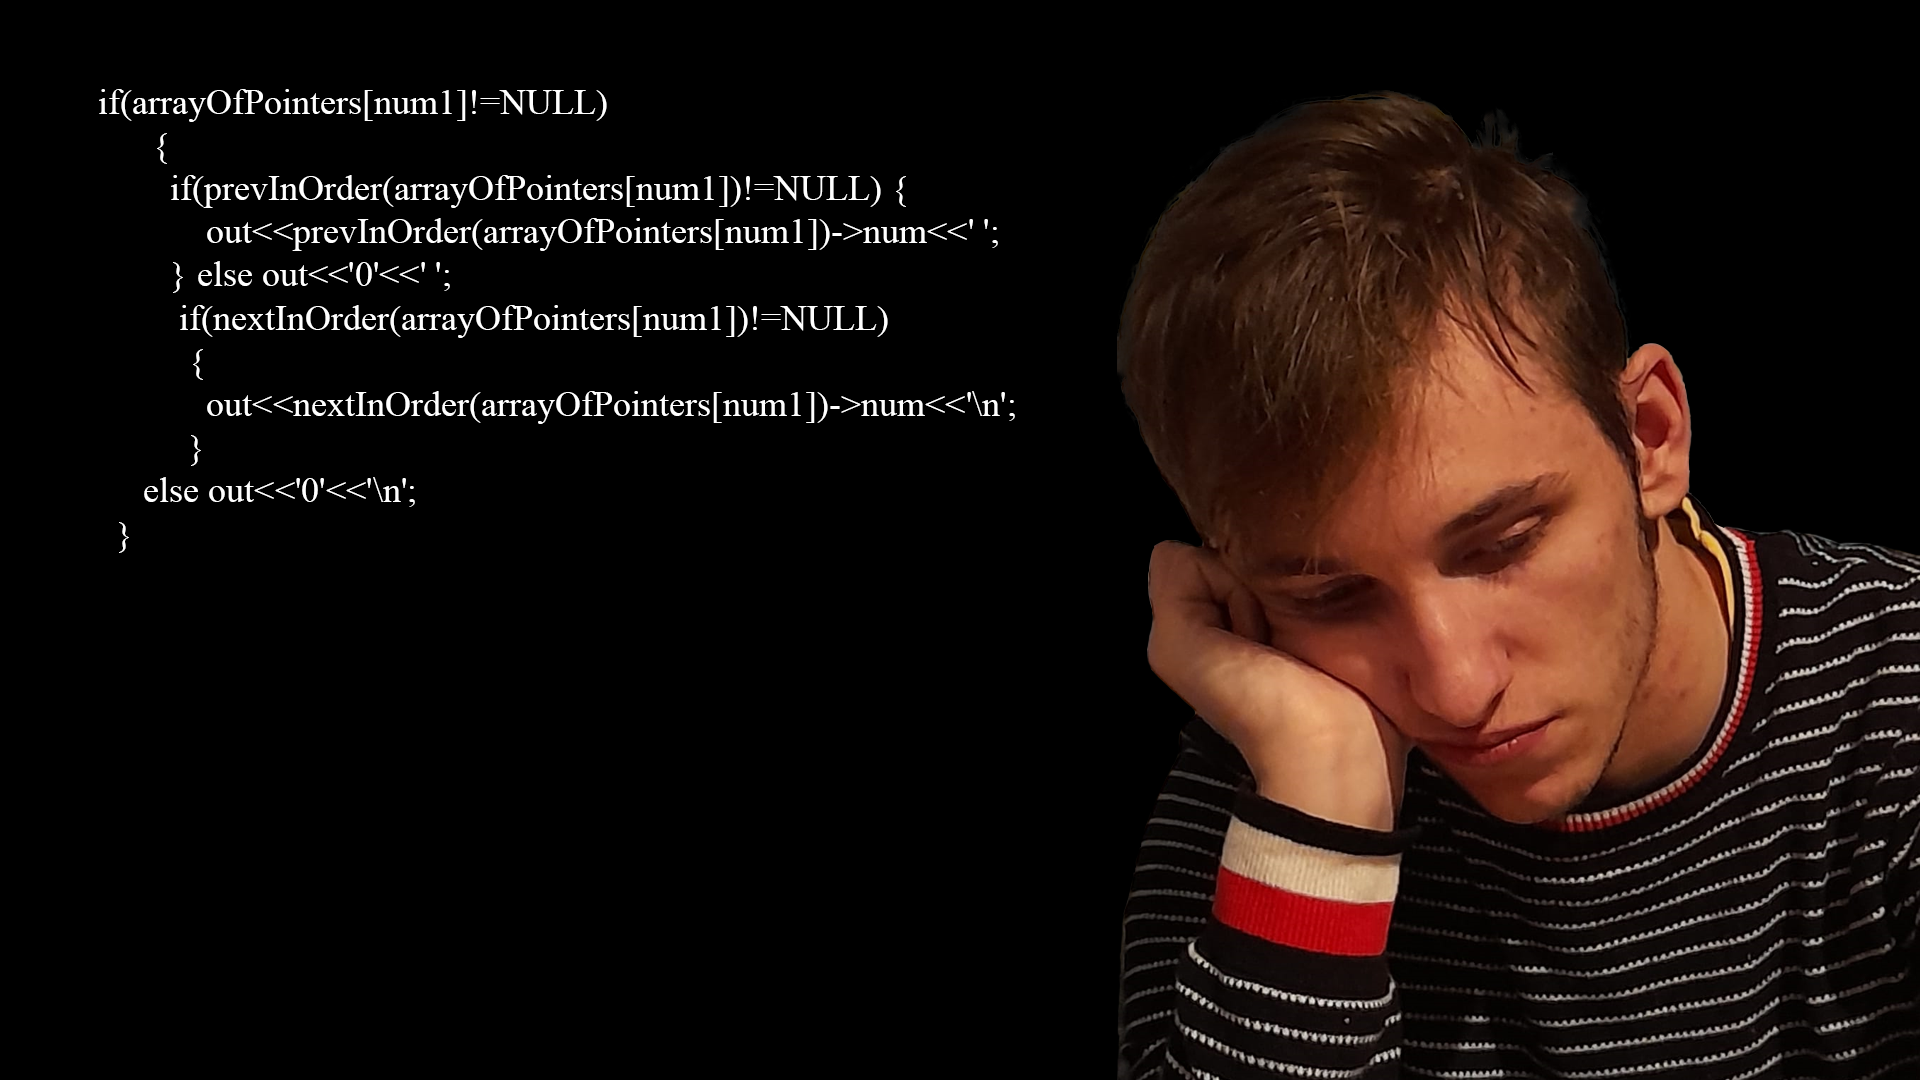 if(arrayOfPointers[num1]!=NULL)
{
if(prevInOrder(arrayOfPointers[num1])!=NULL) {
out<<prevInOrder(arrayOfPointers[num1])->num<<' ';
} else out<<'0'<<' ';
if(nextInOrder(arrayOfPointers[num1])!=NULL)
{
out<<nextInOrder(arrayOfPointers[num1])->num<<'\n';
}
else out<<'0'<<'\n';
}